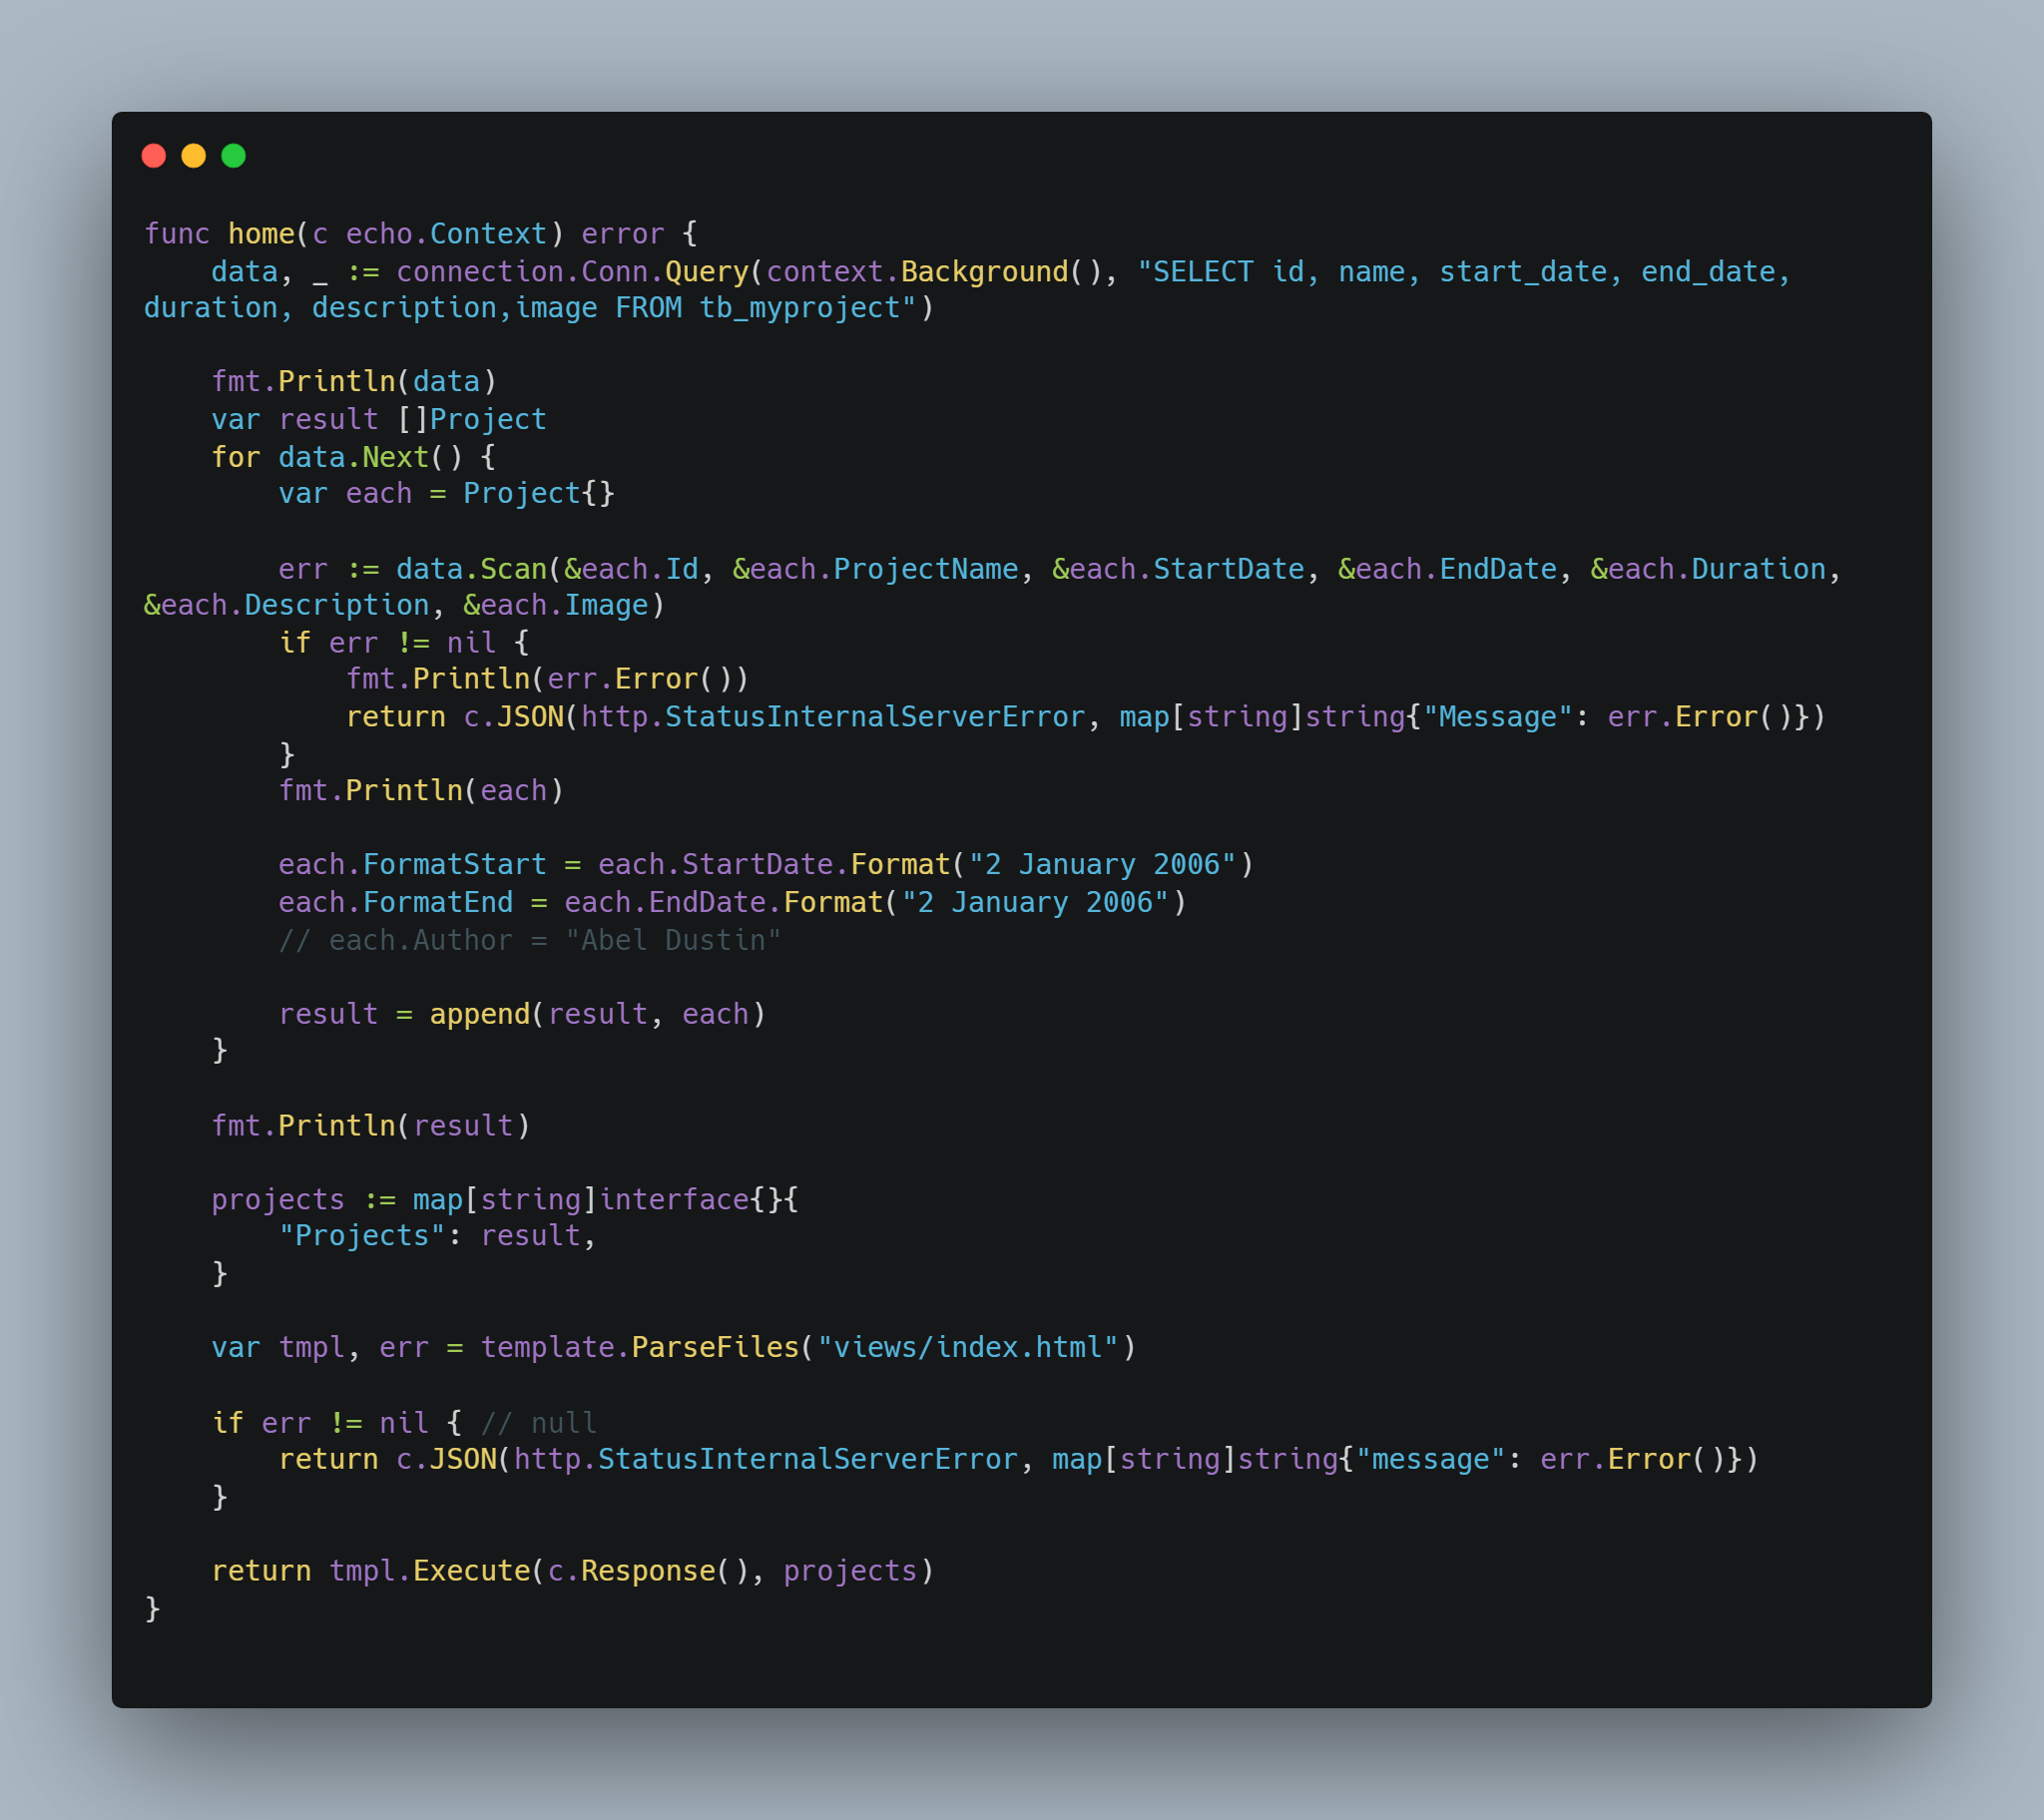 func home(c echo.Context) error {
    data, _ := connection.Conn.Query(context.Background(), "SELECT id, name, start_date, end_date,
duration, description,image FROM tb_myproject")

    fmt.Println(data)
    var result []Project
    for data.Next() {
        var each = Project{}

        err := data.Scan(&each.Id, &each.ProjectName, &each.StartDate, &each.EndDate, &each.Duration,
&each.Description, &each.Image)
        if err != nil {
            fmt.Println(err.Error())
            return c.JSON(http.StatusInternalServerError, map[string]string{"Message": err.Error()})
        }
        fmt.Println(each)

        each.FormatStart = each.StartDate.Format("2 January 2006")
        each.FormatEnd = each.EndDate.Format("2 January 2006")
        // each.Author = "Abel Dustin"

        result = append(result, each)
    }

    fmt.Println(result)

    projects := map[string]interface{}{
        "Projects": result,
    }

    var tmpl, err = template.ParseFiles("views/index.html")

    if err != nil { // null
        return c.JSON(http.StatusInternalServerError, map[string]string{"message": err.Error()})
    }

    return tmpl.Execute(c.Response(), projects)
}